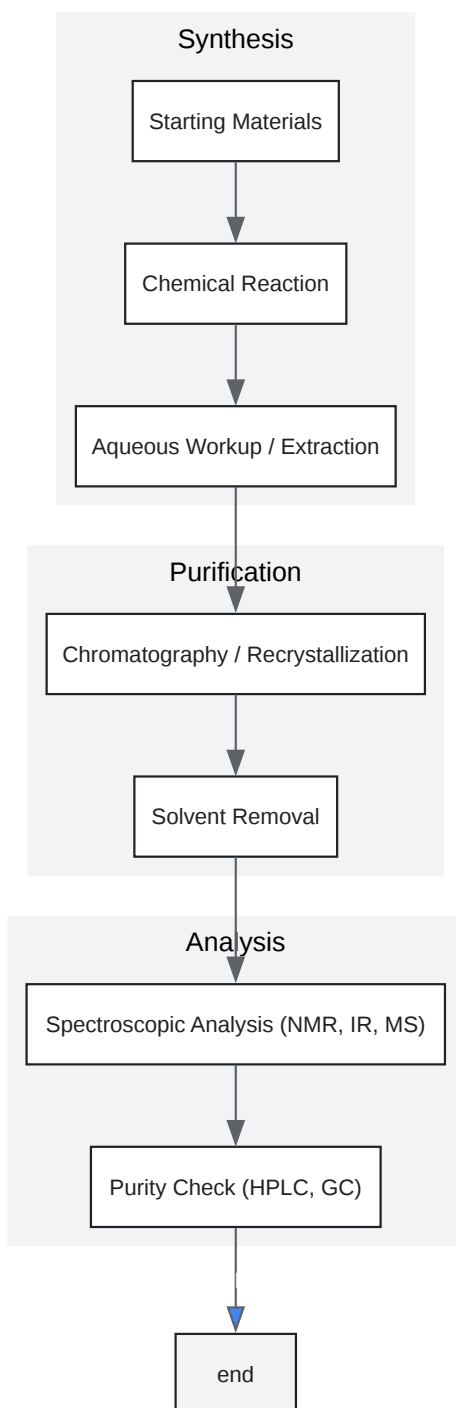 Synthesis
Starting Materials
Chemical Reaction
Aqueous Workup / Extraction
Purification
Chromatography / Recrystallization
Solvent Removal
Analysis
Spectroscopic Analysis (NMR, IR, MS)
Purity Check (HPLC, GC)
end